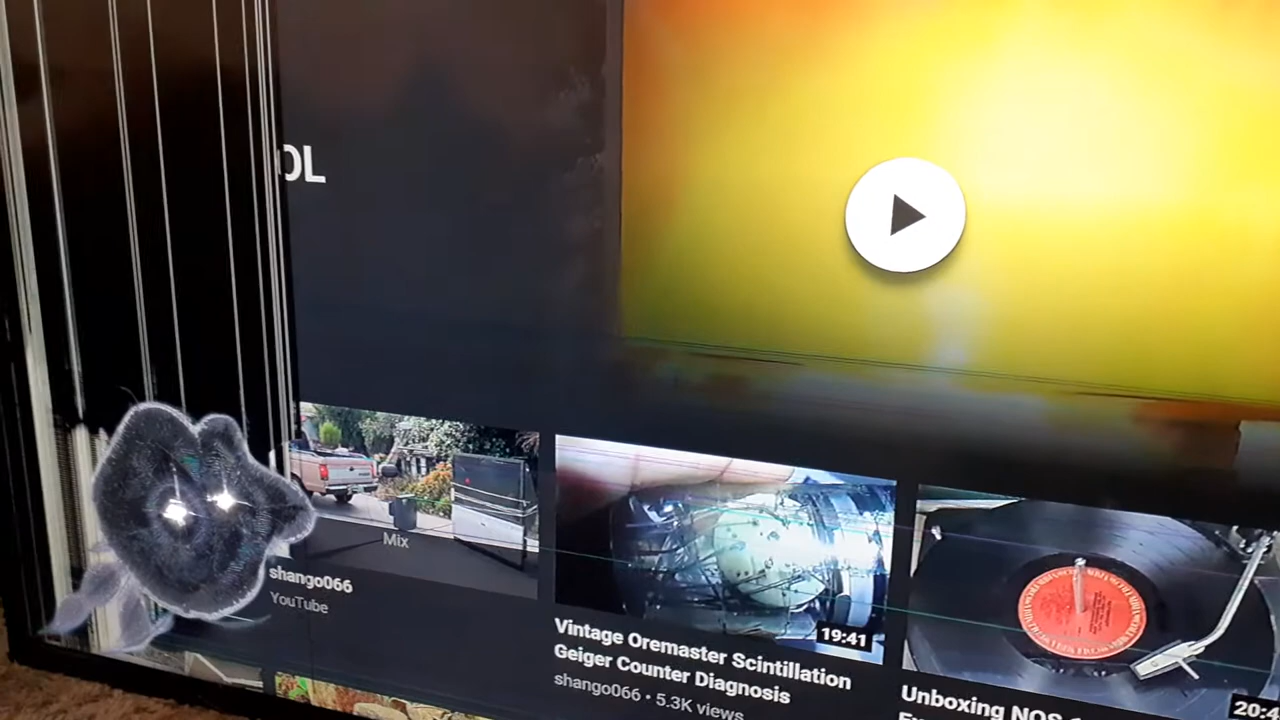 OL
Mix
shango066
YouTube
19:41
Vintage Oremaster Scintillation
Geiger Counter Diagnosis
shango066 • 5.3K views
Unboxing NOS
20:4